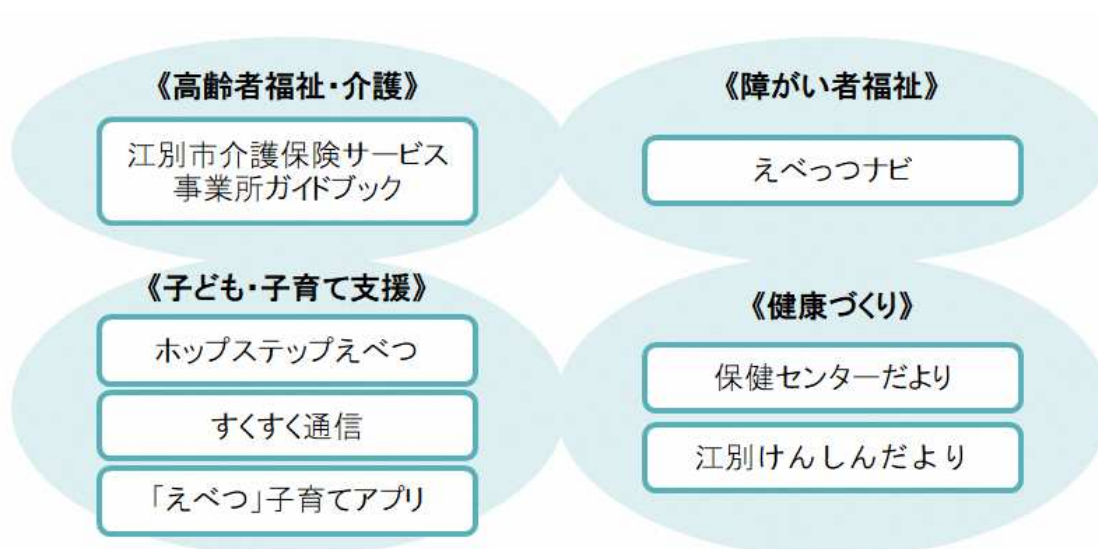 《高齢者福祉・介護》
江別市介護保険サービス
事業所ガイドブック
《障がい者福祉》
えべっつナビ
《子ども・子育て支援》
ホップステップえべつ
すくすく通信
「えべつ」子育てアプリ
《健康づくり》
保健センターだより
江別けんしんだより